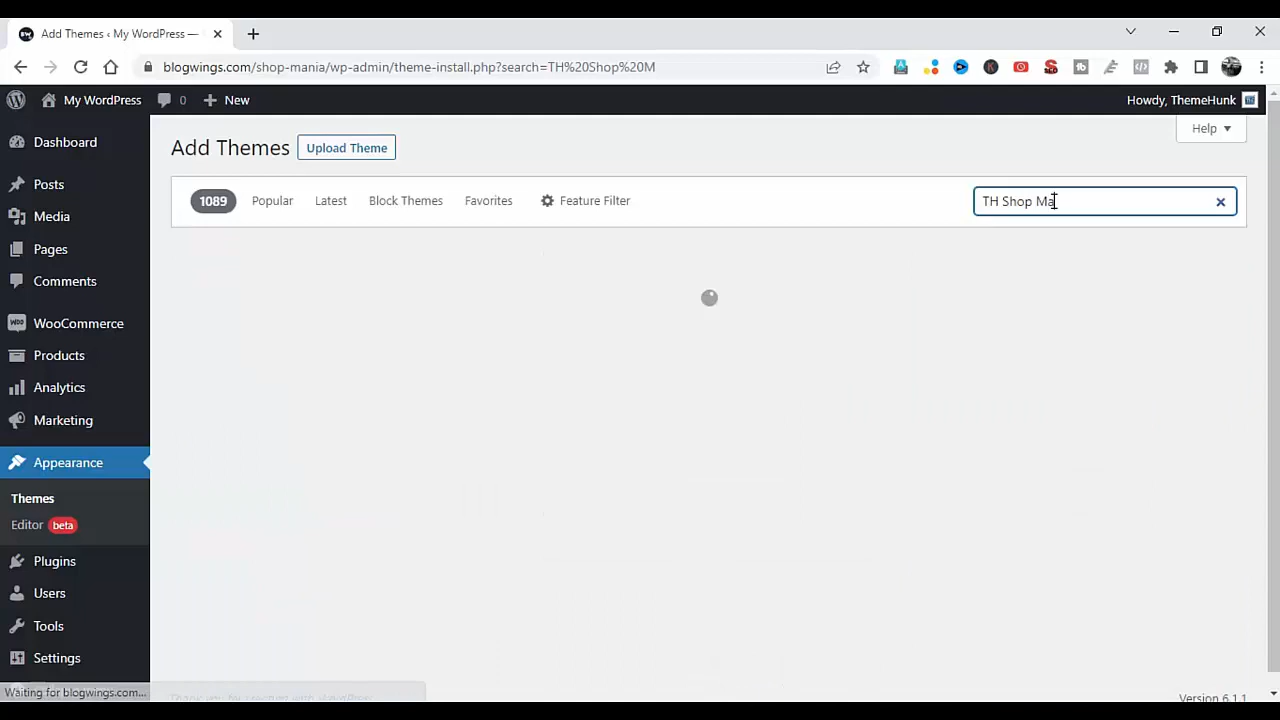 Add Themes ‹ My WordPress —
blogwings.com/shop-mania/wp-admin/theme-install.php?search=TH%20Shop%20M
My WordPress
0
New
Howdy, ThemeHunk
Help
Dashboard
Posts
Media
Pages
Comments
WooCommerce
Products
Analytics
Marketing
Appearance
Themes
Editor beta
Plugins
Users
Tools
Settings
Add Themes
Upload Theme
1089
Popular
Latest
Block Themes
Favorites
Feature Filter
TH Shop Ma
Waiting for blogwings.com...
Version 6.1.1